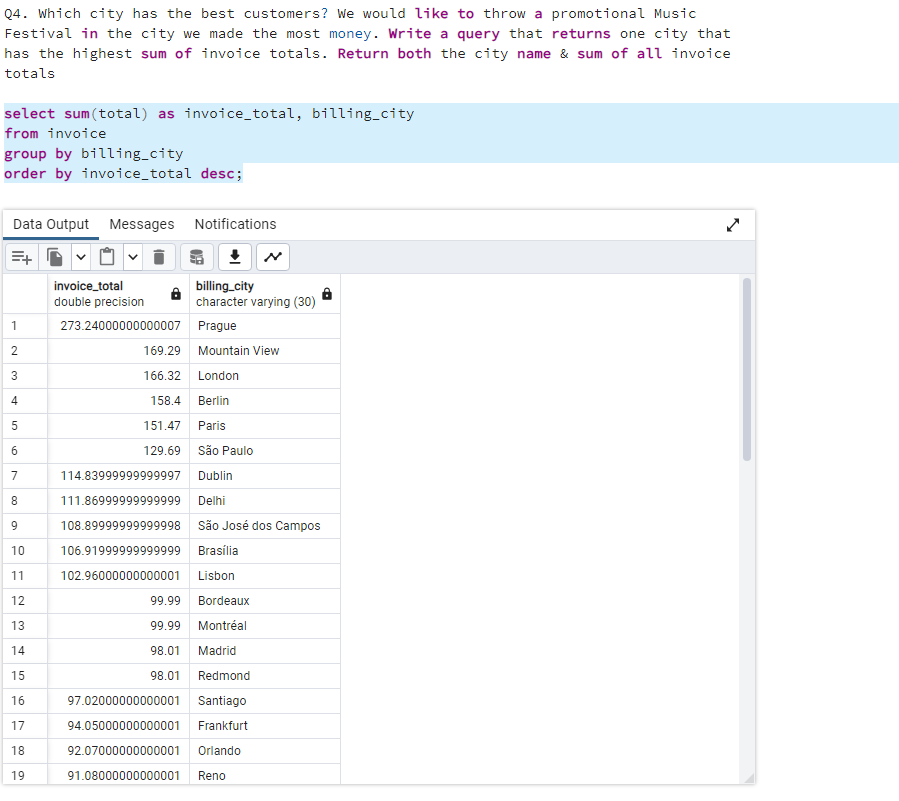 Q4. Which city has the best customers? We would like to throw a promotional Music
Festival in the city we made the most money. Write a query that returns one city that
has the highest sum of invoice totals. Return both the city name & sum of all invoice
totals
select sum(total) as invoice_total, billing_city
from invoice
group by billing_city
order by invoice_total desc;
Data Output Messages Notifications
invoice_total billing_city
double precision character varying (30)
1 273.24000000000007 Prague
2 169.29 Mountain View
3 166.32 London
4 158.4 Berlin
5 151.47 Paris
6 129.69 São Paulo
7 114.83999999999997 Dublin
8 111.86999999999999 Delhi
9 108.89999999999998 São José dos Campos
10 106.91999999999999 Brasília
11 102.96000000000001 Lisbon
12 99.99 Bordeaux
13 99.99 Montréal
14 98.01 Madrid
15 98.01 Redmond
16 97.02000000000001 Santiago
17 94.05000000000001 Frankfurt
18 92.07000000000001 Orlando
19 91.08000000000001 Reno